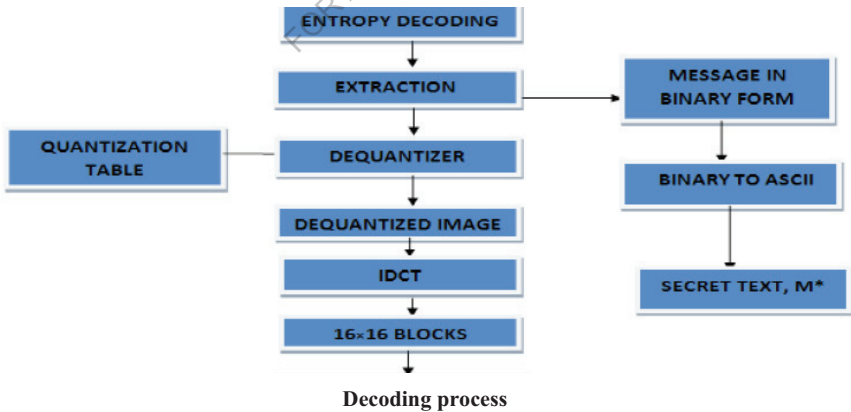 ENTROPY DECODING
EXTRACTION
MESSAGE IN
BINARY FORM
QUANTIZATION
TABLE
DEQUANTIZER
BINARY TO ASCII
DEQUANTIZED IMAGE
IDCT
SECRET TEXT, M*
16×16 BLOCKS
Decoding process